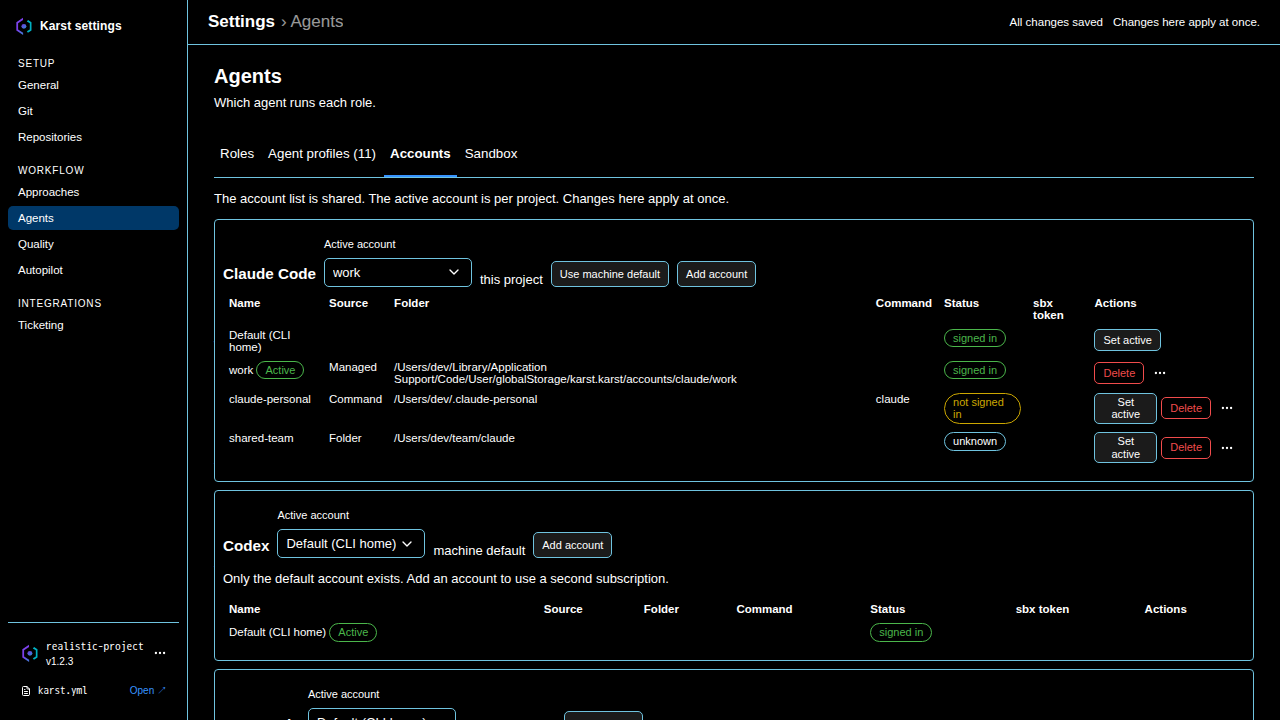 Karst settings
Settings › Agents
All changes saved Changes here apply at once.
SETUP
General
Git
Repositories
WORKFLOW
Approaches
Agents
Quality
Autopilot
INTEGRATIONS
Ticketing
realistic-project
v1.2.3
karst.yml Open ↗
Agents
Which agent runs each role.
Roles Agent profiles (11) Accounts Sandbox
The account list is shared. The active account is per project. Changes here apply at once.
Active account
Claude Code work this project Use machine default Add account
Name Source Folder Command Status sbx token Actions
Default (CLI home) signed in Set active
work Active Managed /Users/dev/Library/Application
Support/Code/User/globalStorage/karst.karst/accounts/claude/work signed in Delete
claude-personal Command /Users/dev/.claude-personal claude not signed in Set active Delete
shared-team Folder /Users/dev/team/claude unknown Set active Delete
Active account
Codex Default (CLI home) machine default Add account
Only the default account exists. Add an account to use a second subscription.
Name Source Folder Command Status sbx token Actions
Default (CLI home) Active signed in
Active account
Default (CLI home)